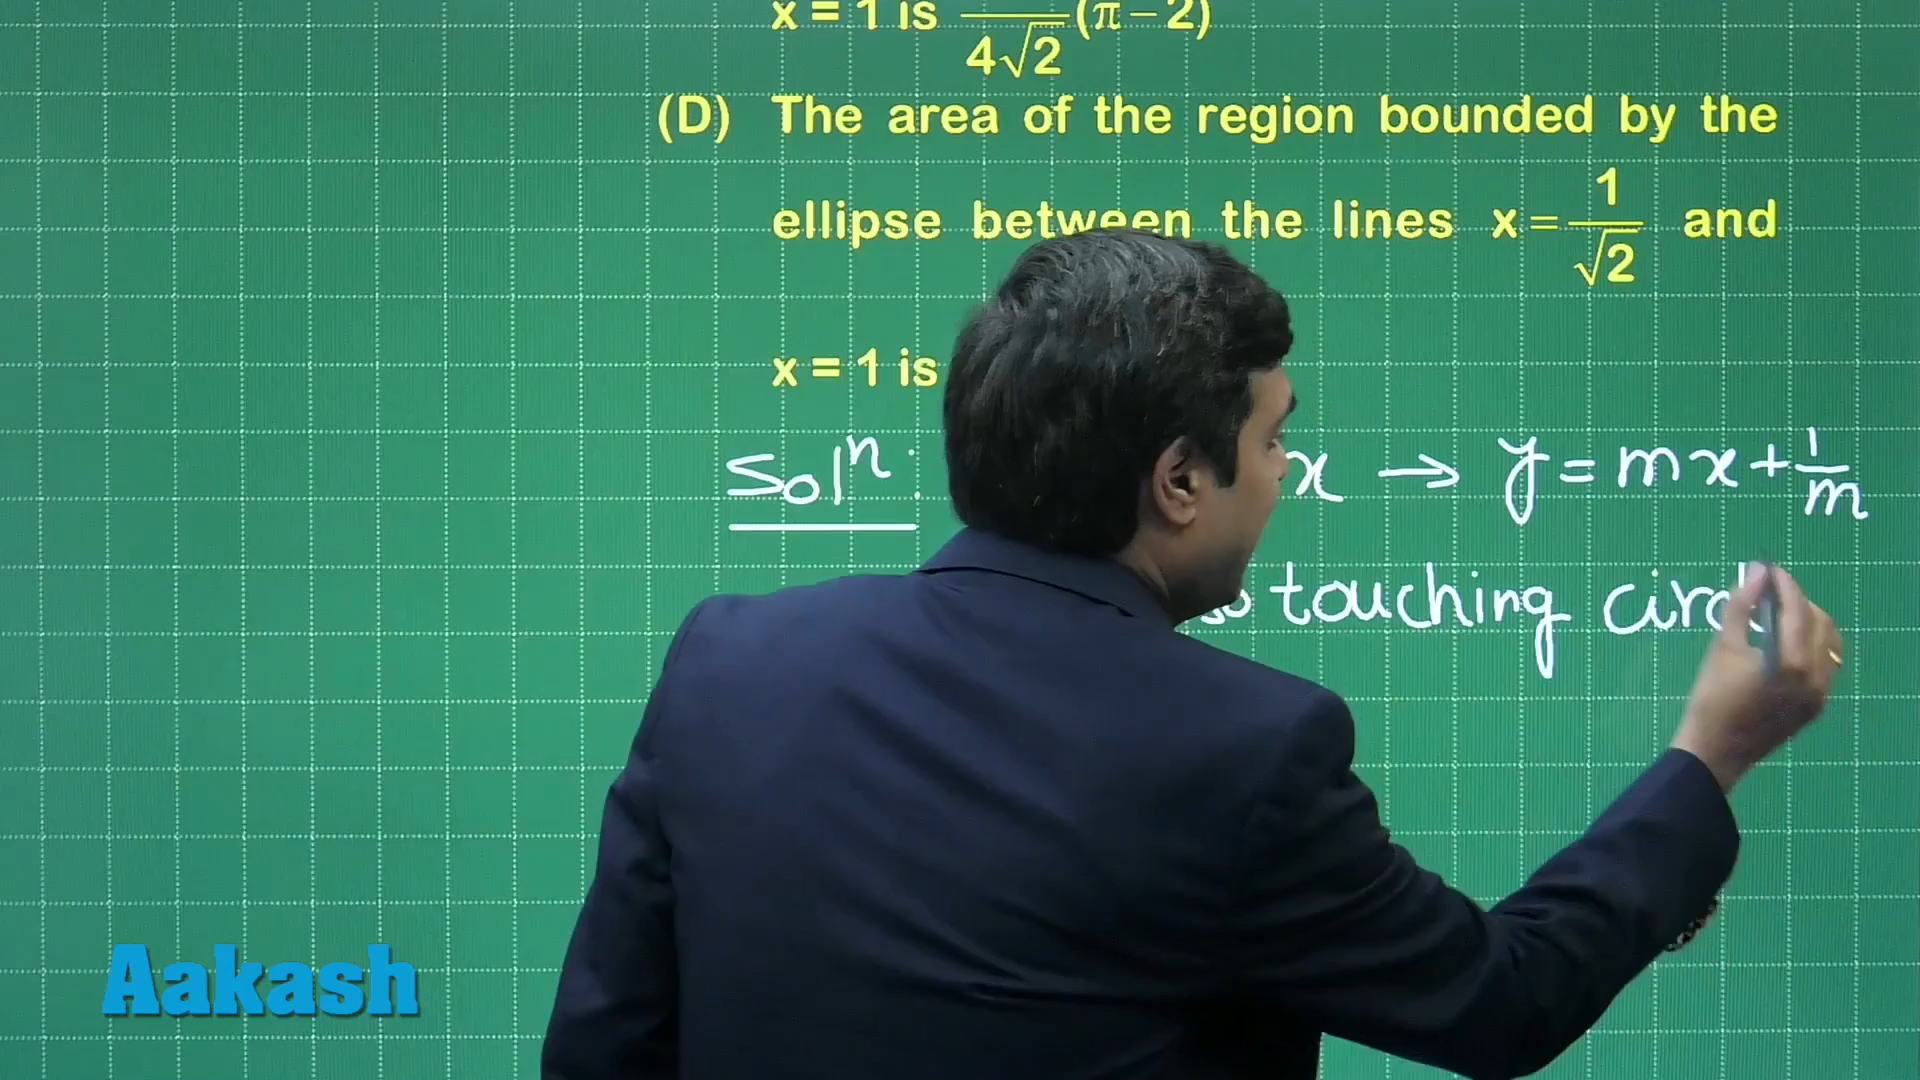 x = 1 is 4√2 (π – 2)
(D) The area of the region bounded by the
ellipse between the lines x = 1/√2 and
x = 1 is
Solⁿ: x → y = mx + 1/m
touching
Aakash